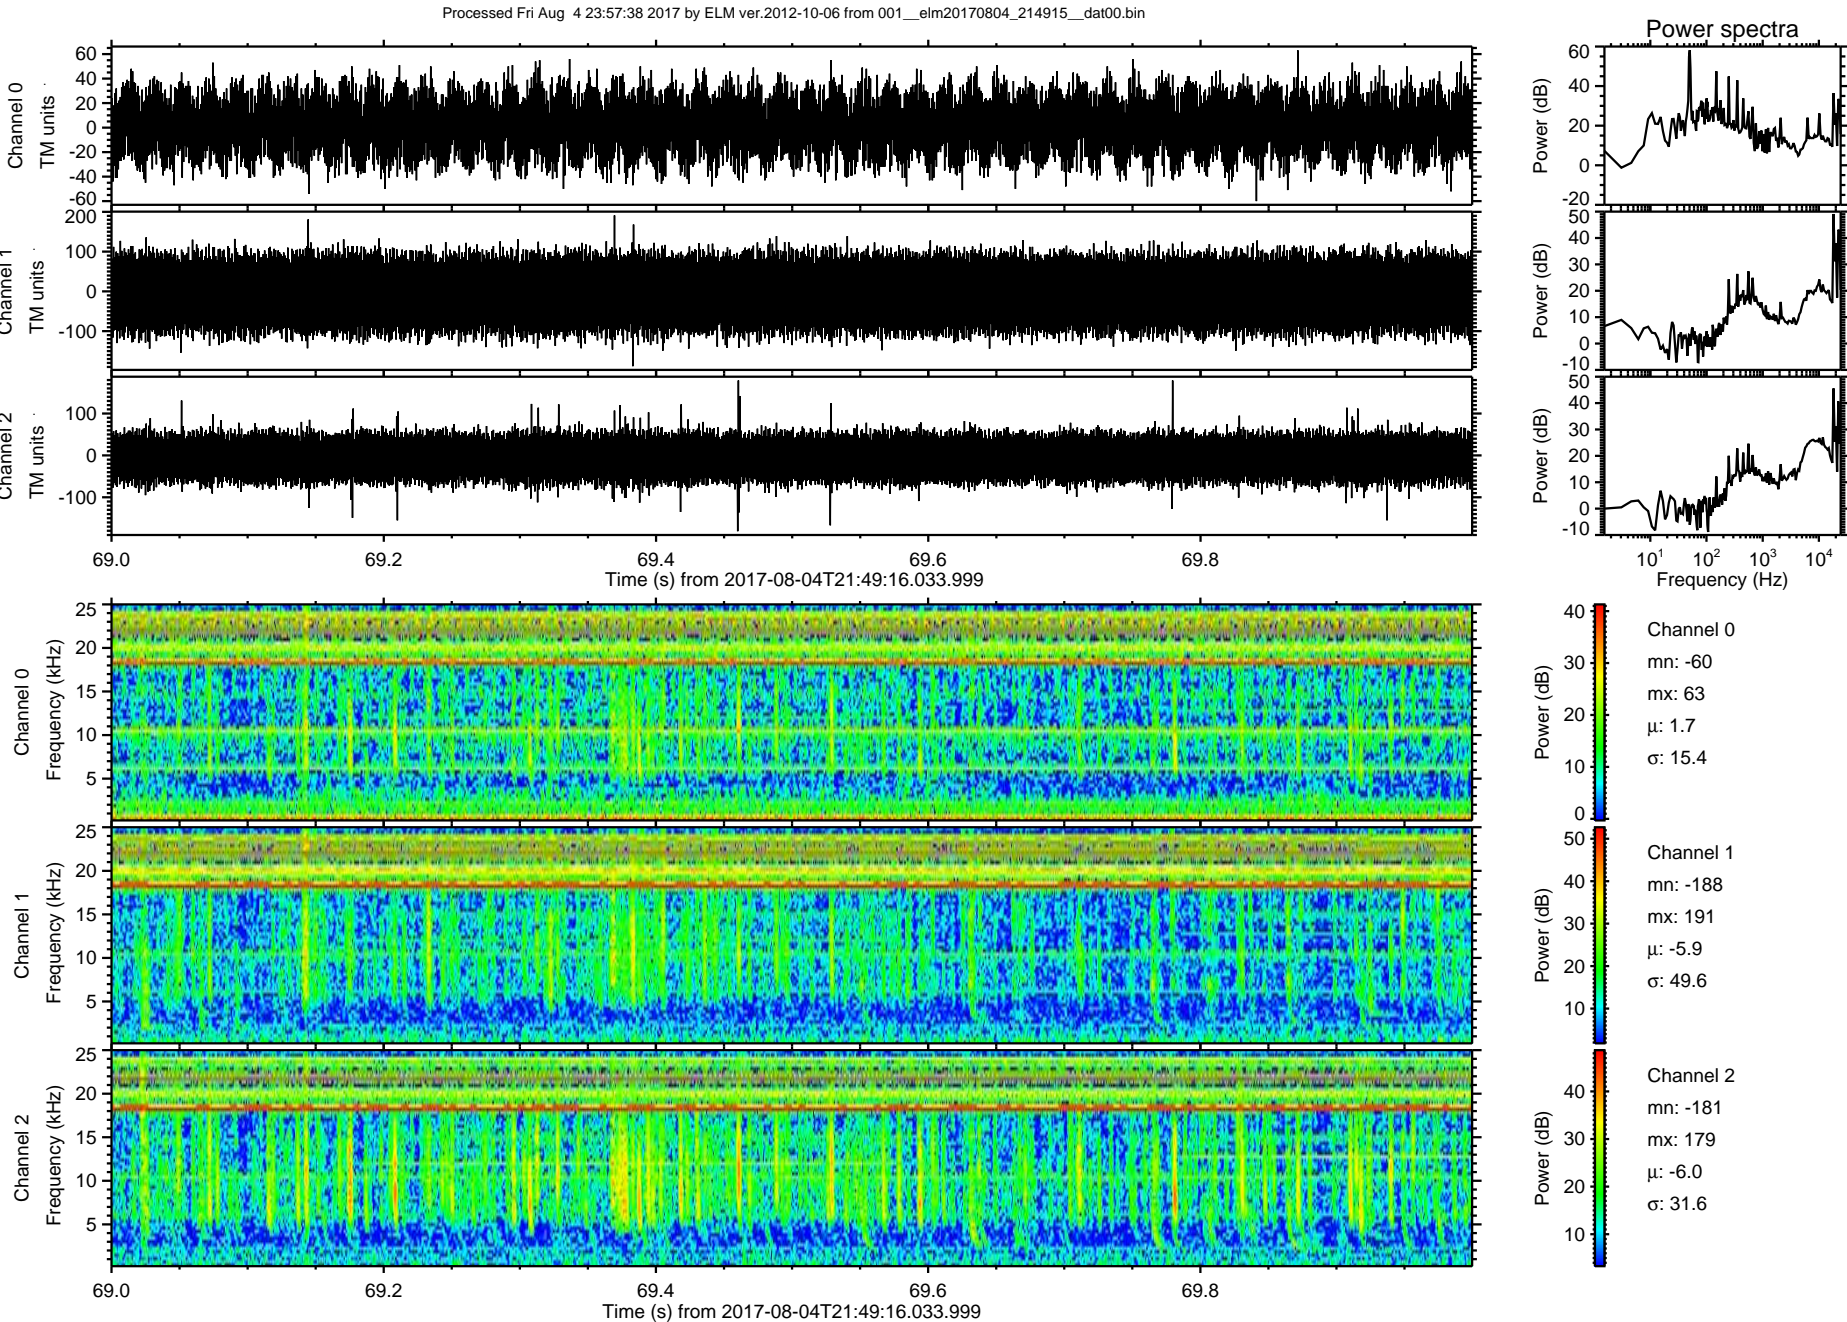 Processed Fri Aug  4 23:57:38 2017 by ELM ver.2012-10-06 from 001__elm20170804_214915__dat00.bin
Power spectra
Channel 0
TM units
60
40
20
0
-20
-40
-60
Power (dB)
60
40
20
0
-20
Channel 1
TM units
200
100
0
-100
Power (dB)
50
40
30
20
10
0
-10
Channel 2
TM units
100
0
-100
Power (dB)
50
40
30
20
10
0
-10
69.0 69.2 69.4 69.6 69.8
Time (s) from 2017-08-04T21:49:16.033.999
10¹ 10² 10³ 10⁴
Frequency (Hz)
Channel 0
Frequency (kHz)
25
20
15
10
5
Power (dB)
40
30
20
10
0
Channel 0
mn: -60
mx: 63
μ: 1.7
σ: 15.4
Channel 1
Frequency (kHz)
25
20
15
10
5
Power (dB)
50
40
30
20
10
Channel 1
mn: -188
mx: 191
μ: -5.9
σ: 49.6
Channel 2
Frequency (kHz)
25
20
15
10
5
Power (dB)
40
30
20
10
Channel 2
mn: -181
mx: 179
μ: -6.0
σ: 31.6
69.0 69.2 69.4 69.6 69.8
Time (s) from 2017-08-04T21:49:16.033.999